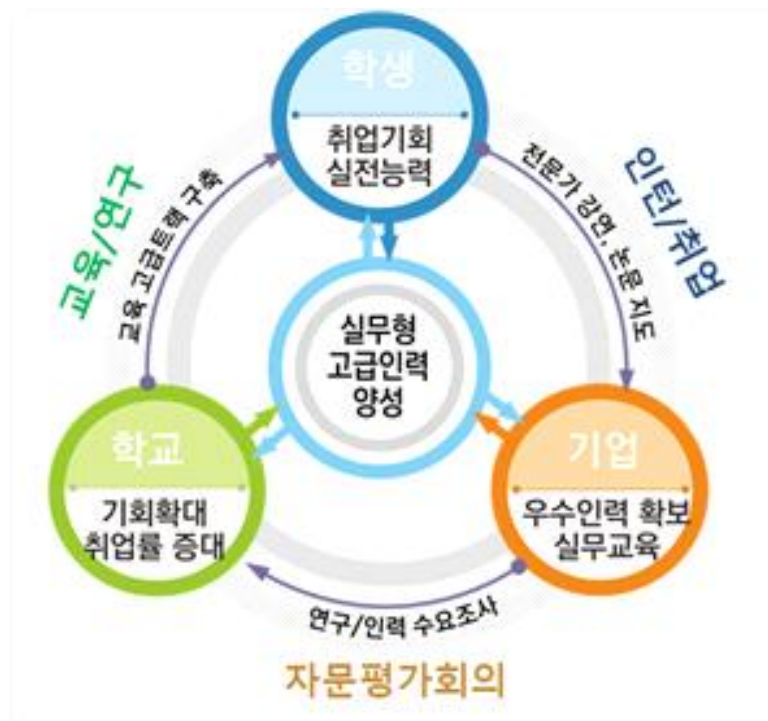 학생
취업기회
실전능력
교육/연구
교육 고급트랙 구축
인턴/취업
전문가 강연, 논문 지도
실무형
고급인력
양성
학교
기회확대
취업률 증대
기업
우수인력 확보
실무교육
연구/인력 수요조사
자문평가회의